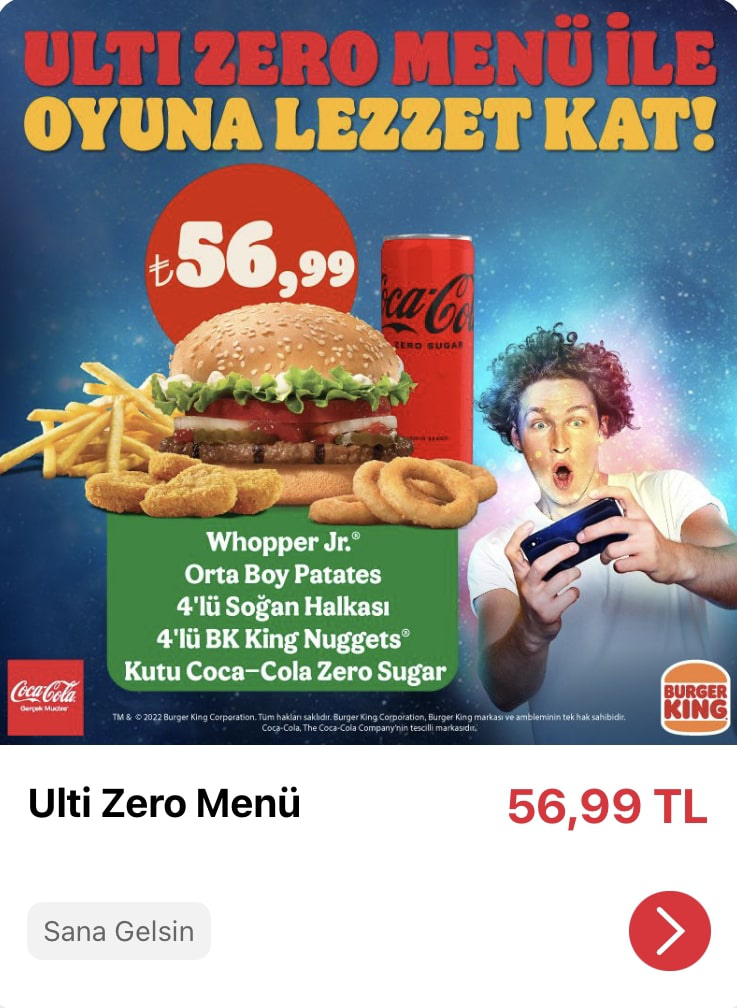 ULTI ZERO MENÜ İLE
OYUNA LEZZET KAT!
₺56,99
Coca-Cola
ZERO SUGAR
Whopper Jr.®
Orta Boy Patates
4'lü Soğan Halkası
4'lü BK King Nuggets®
Kutu Coca-Cola Zero Sugar
Coca-Cola
Gerçek Mucize
BURGER
KING
TM & © 2022 Burger King Corporation. Tüm hakları saklıdır. Burger King Corporation, Burger King markası ve ambleminin tek hak sahibidir.
Coca-Cola, The Coca-Cola Company'nin tescilli markasıdır.
Ulti Zero Menü
56,99 TL
Sana Gelsin